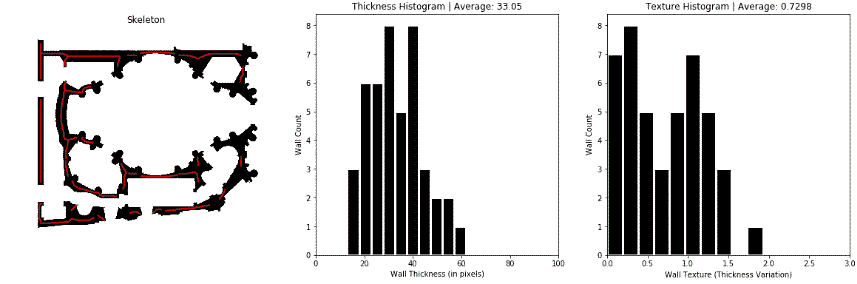 Skeleton
Thickness Histogram | Average: 33.05
8
7
6
5
4
3
2
1
0
Wall Count
0 20 40 60 80 100
Wall Thickness (in pixels)
Texture Histogram | Average: 0.7298
8
7
6
5
4
3
2
1
0
Wall Count
0.0 0.5 1.0 1.5 2.0 2.5 3.0
Wall Texture (Thickness Variation)